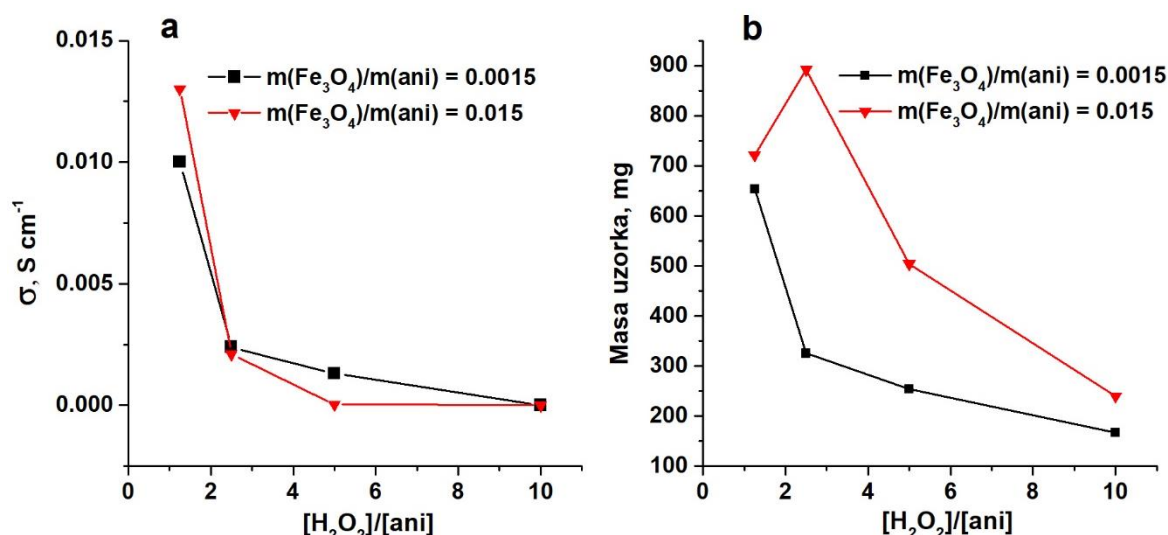 a
0.015
0.010
0.005
0.000
σ, S cm⁻¹
m(Fe₃O₄)/m(ani) = 0.0015
m(Fe₃O₄)/m(ani) = 0.015
0 2 4 6 8 10
[H₂O₂]/[ani]
b
900
800
700
600
500
400
300
200
100
Masa uzorka, mg
m(Fe₃O₄)/m(ani) = 0.0015
m(Fe₃O₄)/m(ani) = 0.015
0 2 4 6 8 10
[H₂O₂]/[ani]